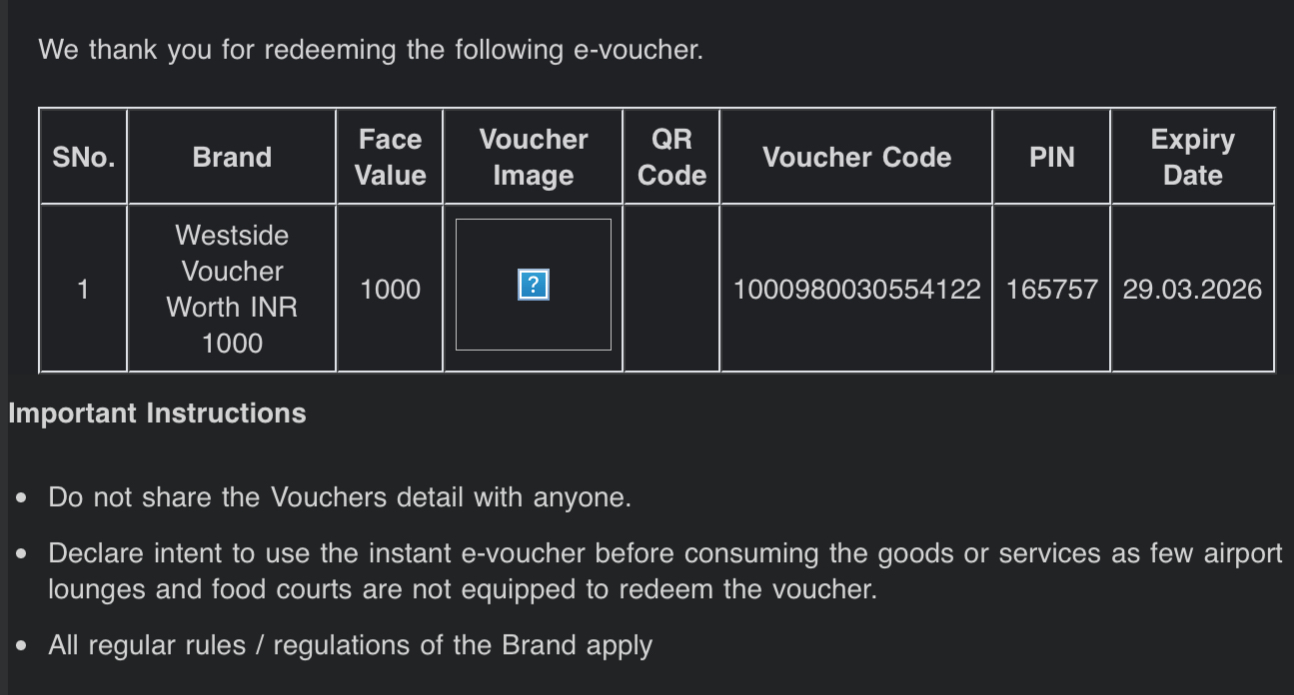 We thank you for redeeming the following e-voucher.
SNo.
Brand
Face
Value
Voucher
Image
QR
Code
Voucher Code
PIN
Expiry
Date
1
Westside
Voucher
Worth INR
1000
1000
?
1000980030554122
165757
29.03.2026
Important Instructions
• Do not share the Vouchers detail with anyone.
• Declare intent to use the instant e-voucher before consuming the goods or services as few airport
lounges and food courts are not equipped to redeem the voucher.
• All regular rules / regulations of the Brand apply